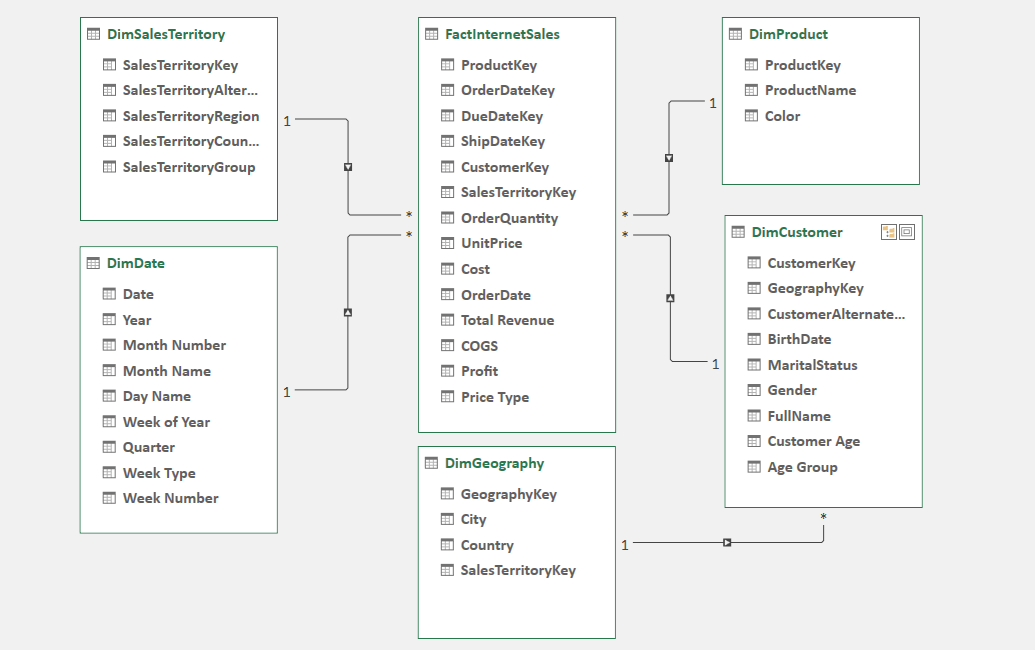 DimSalesTerritory
SalesTerritoryKey
SalesTerritoryAlter...
SalesTerritoryRegion
SalesTerritoryCoun...
SalesTerritoryGroup
1
*
FactInternetSales
ProductKey
OrderDateKey
DueDateKey
ShipDateKey
CustomerKey
SalesTerritoryKey
OrderQuantity
UnitPrice
Cost
OrderDate
Total Revenue
COGS
Profit
Price Type
DimProduct
ProductKey
ProductName
Color
1
*
DimDate
Date
Year
Month Number
Month Name
Day Name
Week of Year
Quarter
Week Type
Week Number
1
*
DimCustomer
CustomerKey
GeographyKey
CustomerAlternate...
BirthDate
MaritalStatus
Gender
FullName
Customer Age
Age Group
1
*
DimGeography
GeographyKey
City
Country
SalesTerritoryKey
1
*